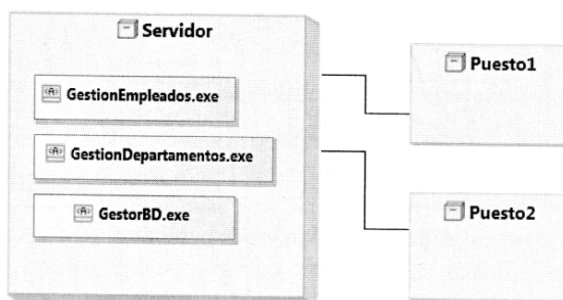 Servidor
GestionEmpleados.exe
GestionDepartamentos.exe
GestorBD.exe
Puesto1
Puesto2